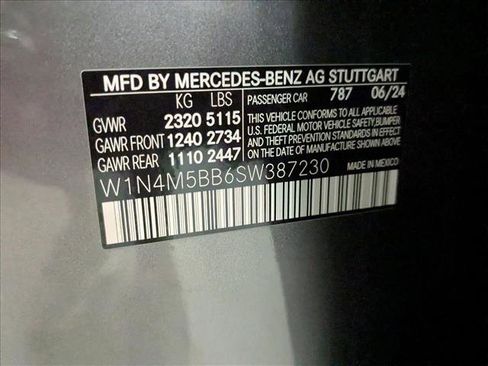 MFD BY MERCEDES-BENZ AG STUTTGART
KG LBS PASSENGER CAR 787 06/24
GVWR 2320 5115
GAWR FRONT 1240 2734
GAWR REAR 1110 2447
THIS VEHICLE CONFORMS TO ALL APPLICABLE
U.S. FEDERAL MOTOR VEHICLE SAFETY,BUMPER,
AND THEFT PREVENTION STANDARDS IN EFFECT
ON THE DATE OF MANUFACTURE SHOWN ABOVE.
W1N4M5BB6SW387230 MADE IN MEXICO